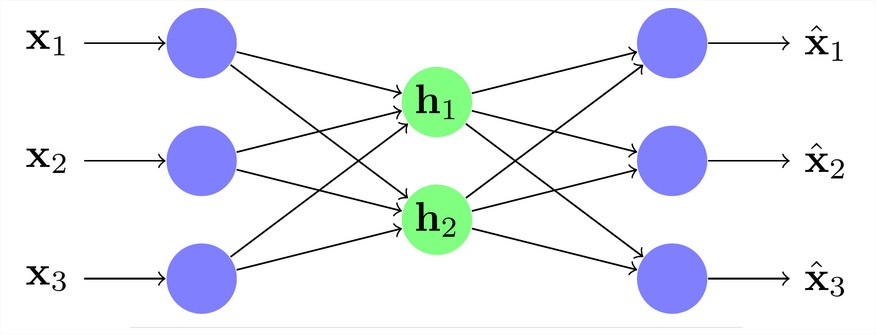 x₁
x₂
x₃
h₁
h₂
x̂₁
x̂₂
x̂₃